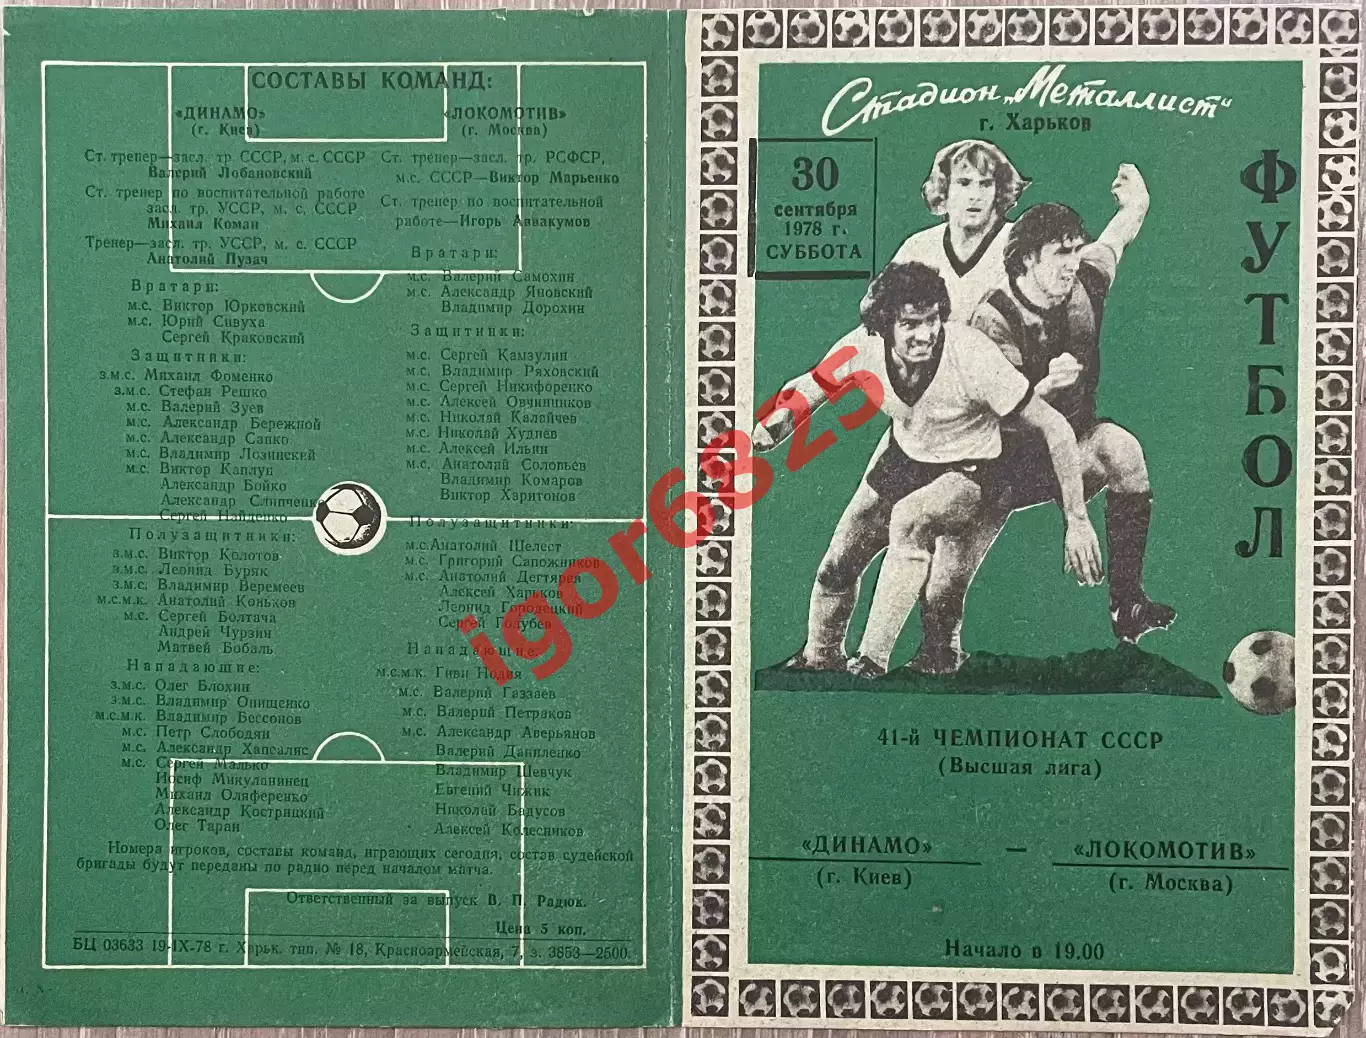 СОСТАВЫ КОМАНД:
«ДИНАМО»
(г. Киев)
Ст. тренер—засл. тр. СССР, м. с. СССР
Валерий Лобановский
Ст. тренер по воспитательной работе
засл. тр. УССР, м. с. СССР
Михаил Коман
Тренер—засл. тр. УССР, м. с. СССР
Анатолий Пузач
Вратари:
м.с. Виктор Юрковский
м.с. Юрий Сивуха
Сергей Краковский
Защитники:
з.м.с. Михаил Фоменко
з.м.с. Стефан Решко
м.с. Валерий Зуев
м.с. Александр Бережной
м.с. Александр Сапко
м.с. Владимир Лозинский
м.с. Виктор Каплун
Александр Бойко
Александр Слипченко
Сергей Найденко
Полузащитники:
з.м.с. Виктор Колотов
з.м.с. Леонид Буряк
з.м.с. Владимир Веремеев
м.с.м.к. Анатолий Коньков
м.с. Сергей Болтача
Андрей Чурзин
Матвей Бобаль
Нападающие:
з.м.с. Олег Блохин
з.м.с. Владимир Онищенко
м.с.м.к. Владимир Бессонов
м.с. Петр Слободян
м.с. Александр Хапсалис
м.с. Сергей Малько
Иосиф Микуланинец
Михаил Оляференко
Александр Кострицкий
Олег Таран
«ЛОКОМОТИВ»
(г. Москва)
Ст. тренер—засл. тр. РСФСР,
м.с. СССР—Виктор Марьенко
Ст. тренер по воспитательной
работе—Игорь Аввакумов
Вратари:
м.с. Валерий Самохин
м.с. Александр Яновский
Владимир Дорохин
Защитники:
м.с. Сергей Камзулин
м.с. Владимир Ряховский
м.с. Сергей Никифоренко
м.с. Алексей Овчинников
м.с. Николай Калайчев
м.с. Николай Худиев
м.с. Алексей Ильин
м.с. Анатолий Соловьев
Владимир Комаров
Виктор Харитонов
Полузащитники:
м.с. Анатолий Шелест
м.с. Григорий Сапожников
м.с. Анатолий Дегтярев
Алексей Харьков
Леонид Городецкий
Сергей Голубев
Нападающие:
м.с.м.к. Гиви Нодия
м.с. Валерий Газзаев
м.с. Валерий Петраков
м.с. Александр Аверьянов
Валерий Даниленко
Владимир Шевчук
Евгений Чижик
Николай Бадусов
Алексей Колесников
Номера игроков, составы команд, играющих сегодня, состав судейской
бригады будут переданы по радио перед началом матча.
Ответственный за выпуск В. П. Радюк.
Цена 5 коп.
БЦ 03633 19-IX-78 г. Харьк. тип. № 18, Красноармейская, 7, з. 3853—2500.
Стадион „Металлист“
г. Харьков
30
сентября
1978 г.
СУББОТА
ФУТБОЛ
41-й ЧЕМПИОНАТ СССР
(Высшая лига)
«ДИНАМО» — «ЛОКОМОТИВ»
(г. Киев) (г. Москва)
Начало в 19.00
igor6825